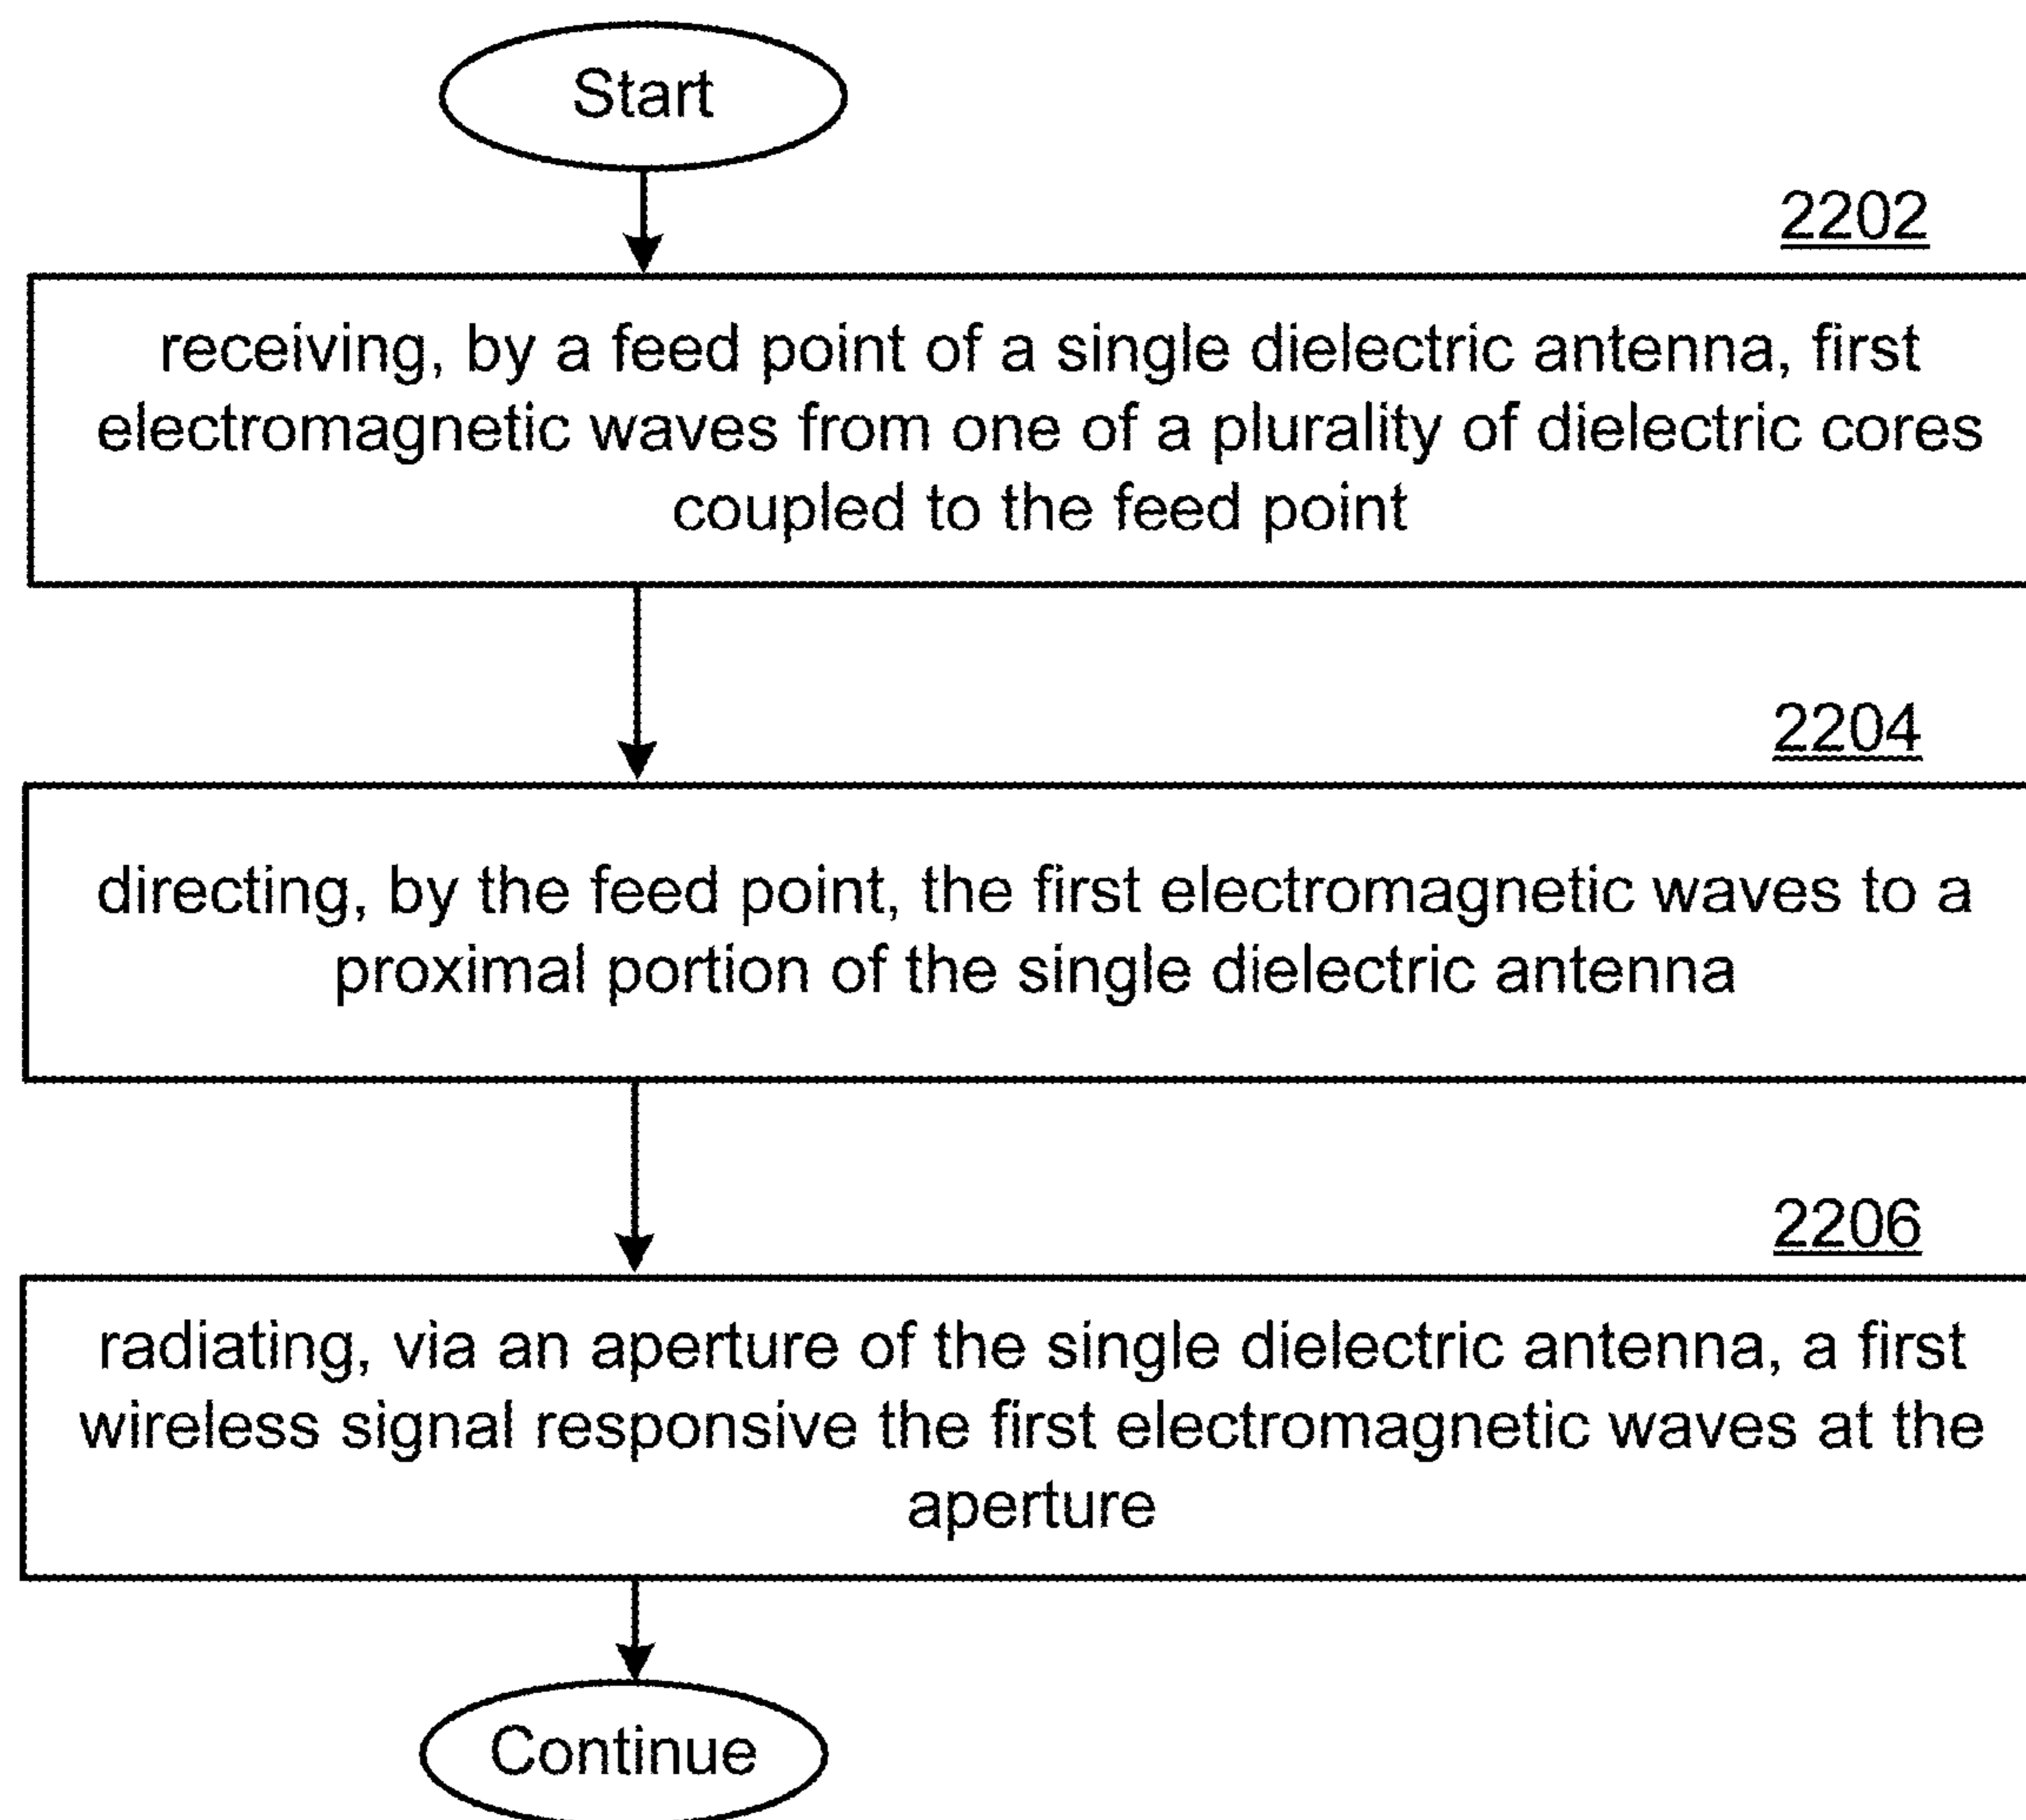 Start
2202
receiving, by a feed point of a single dielectric antenna, first
electromagnetic waves from one of a plurality of dielectric cores
coupled to the feed point
2204
directing, by the feed point, the first electromagnetic waves to a
proximal portion of the single dielectric antenna
2206
radiating, via an aperture of the single dielectric antenna, a first
wireless signal responsive the first electromagnetic waves at the
aperture
Continue